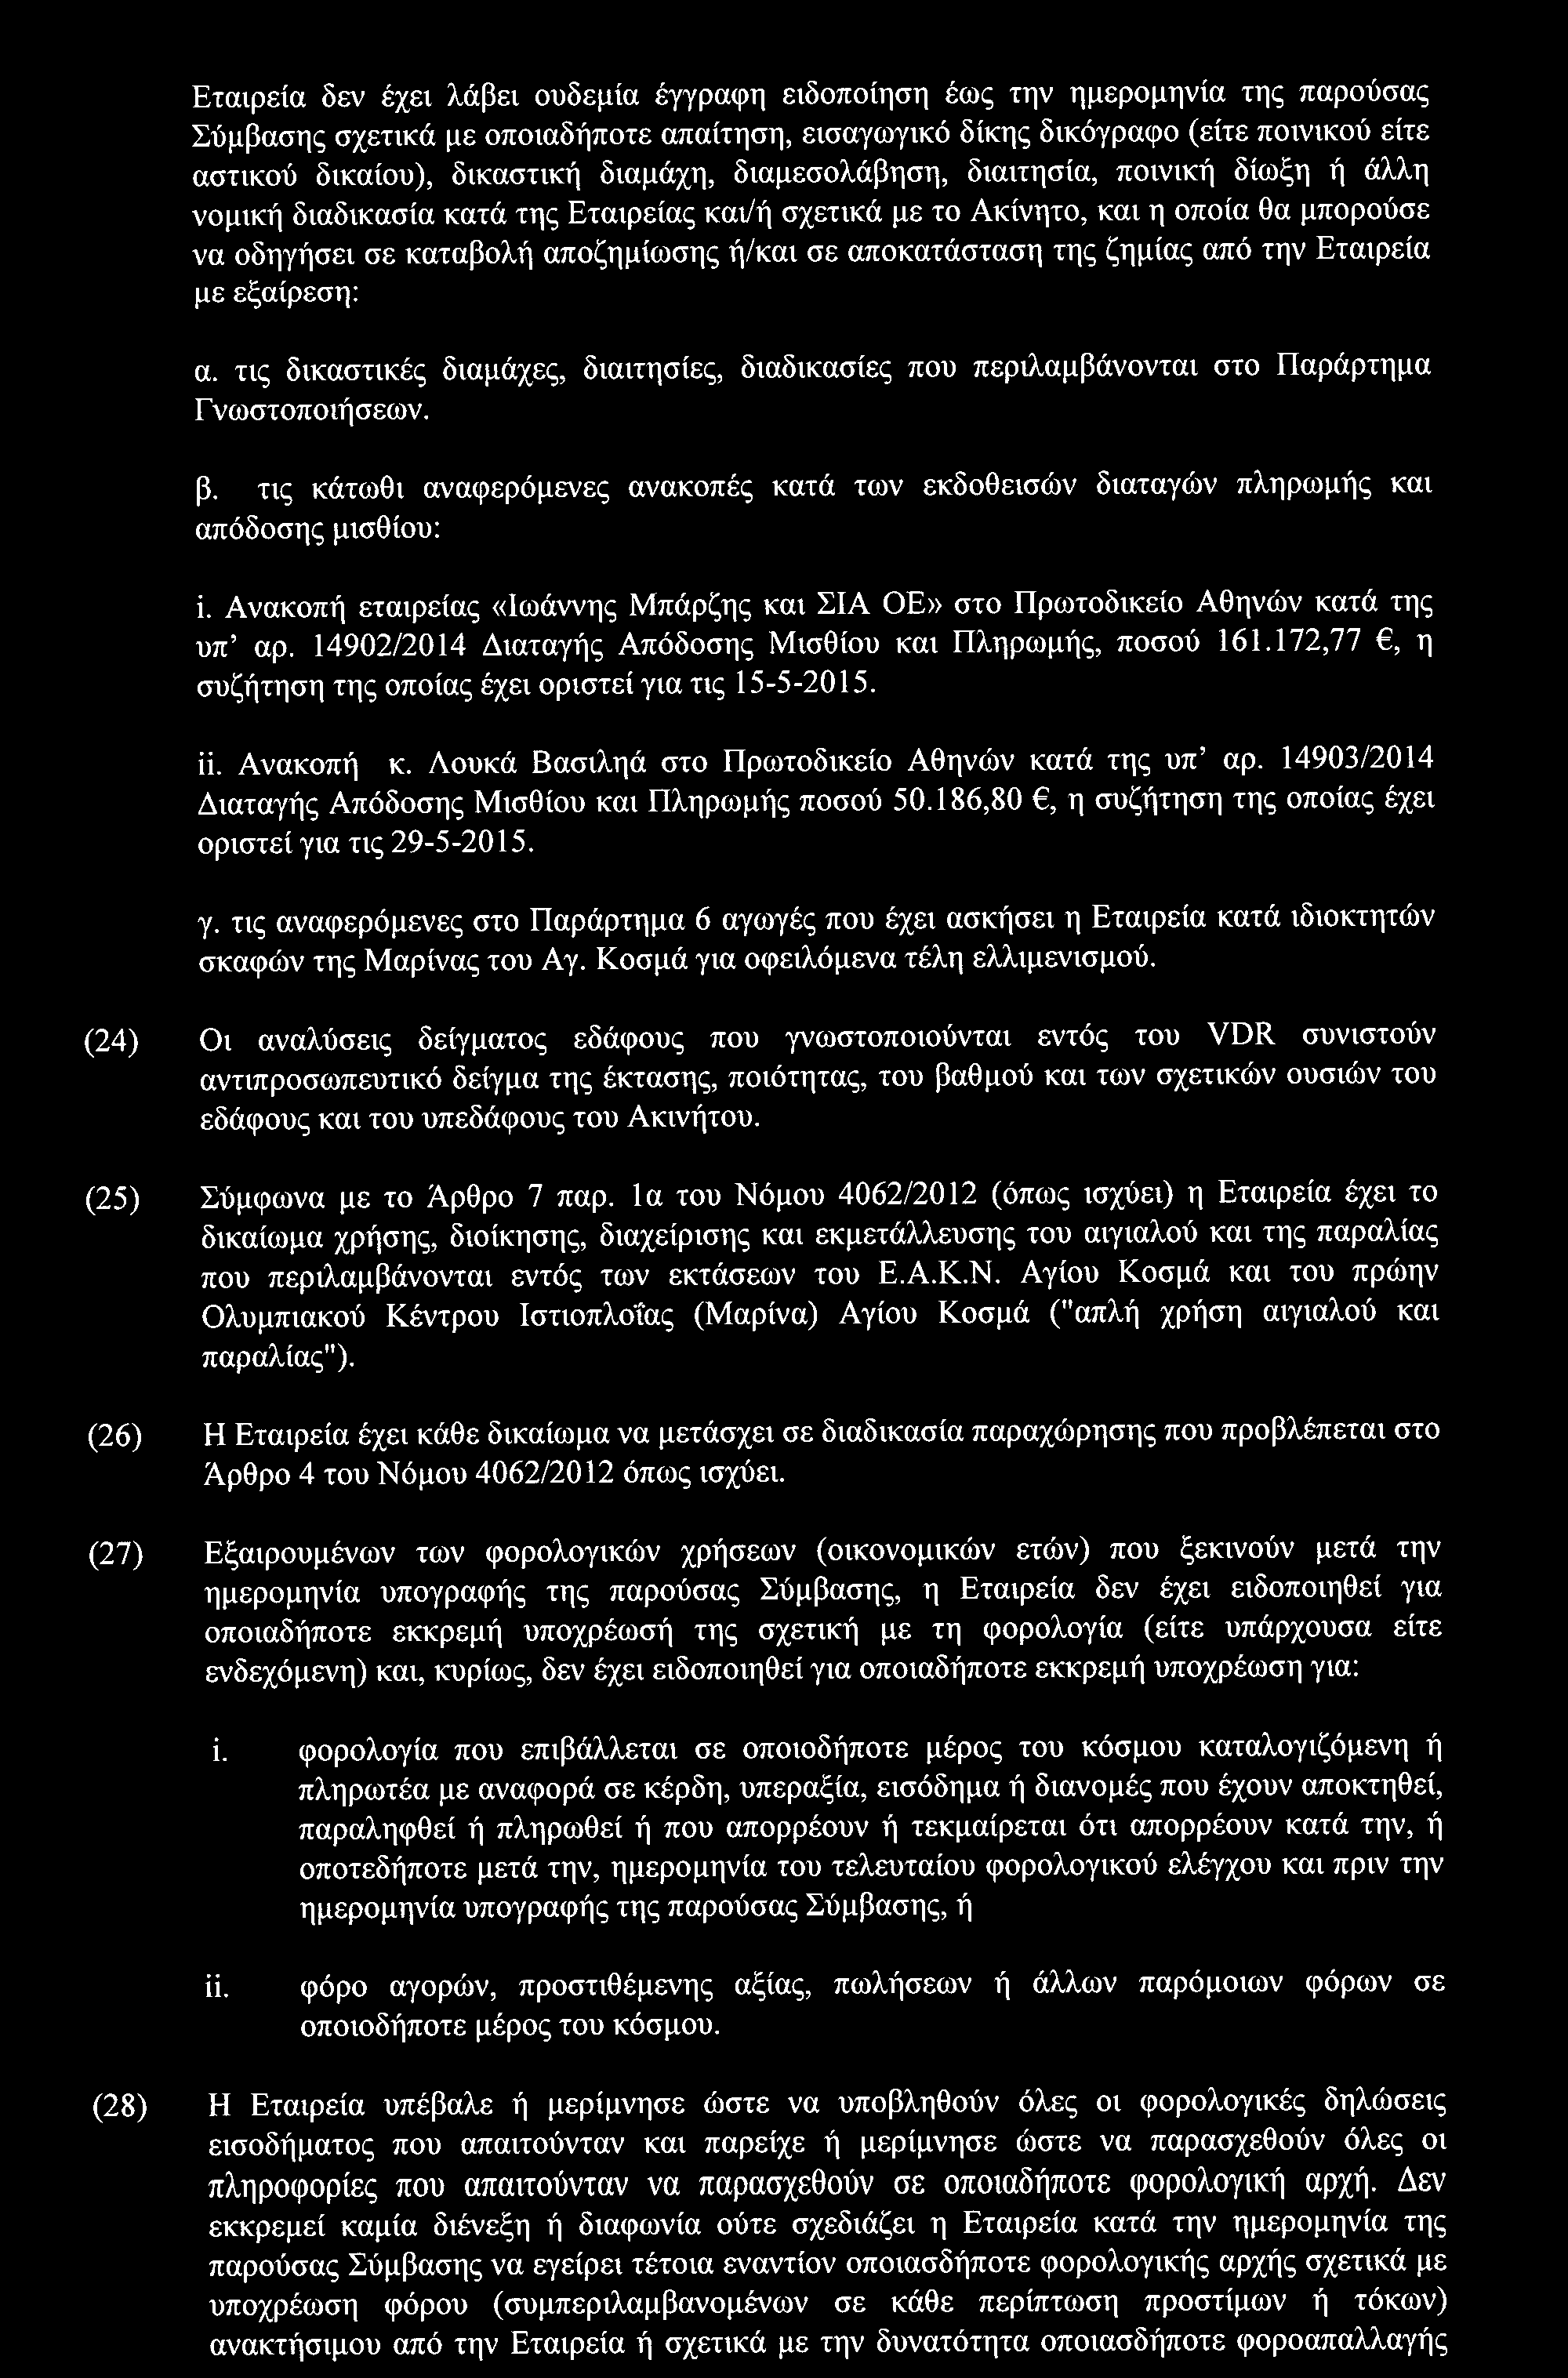 Εταιρεία δεν έχει λάβει ουδεμία έγγραφη ειδοποίηση έως την ημερομηνία της παρούσας
Σύμβασης σχετικά με οποιαδήποτε απαίτηση, εισαγωγικό δίκης δικόγραφο (είτε ποινικού είτε
αστικού δικαίου), δικαστική διαμάχη, διαμεσολάβηση, διαιτησία, ποινική δίωξη ή άλλη
νομική διαδικασία κατά της Εταιρείας και/ή σχετικά με το Ακίνητο, και η οποία θα μπορούσε
να οδηγήσει σε καταβολή αποζημίωσης ή/και σε αποκατάσταση της ζημίας από την Εταιρεία
με εξαίρεση:
α. τις δικαστικές διαμάχες, διαιτησίες, διαδικασίες που περιλαμβάνονται στο Παράρτημα
Γνωστοποιήσεων.
β. τις κάτωθι αναφερόμενες ανακοπές κατά των εκδοθεισών διαταγών πληρωμής και
απόδοσης μισθίου:
i. Ανακοπή εταιρείας «Ιωάννης Μπάρζης και ΣΙΑ ΟΕ» στο Πρωτοδικείο Αθηνών κατά της
υπ’ αρ. 14902/2014 Διαταγής Απόδοσης Μισθίου και Πληρωμής, ποσού 161.172,77 €, η
συζήτηση της οποίας έχει οριστεί για τις 15-5-2015.
ii. Ανακοπή κ. Λουκά Βασιληά στο Πρωτοδικείο Αθηνών κατά της υπ’ αρ. 14903/2014
Διαταγής Απόδοσης Μισθίου και Πληρωμής ποσού 50.186,80 €, η συζήτηση της οποίας έχει
οριστεί για τις 29-5-2015.
γ. τις αναφερόμενες στο Παράρτημα 6 αγωγές που έχει ασκήσει η Εταιρεία κατά ιδιοκτητών
σκαφών της Μαρίνας του Αγ. Κοσμά για οφειλόμενα τέλη ελλιμενισμού.
(24) Οι αναλύσεις δείγματος εδάφους που γνωστοποιούνται εντός του VDR συνιστούν
αντιπροσωπευτικό δείγμα της έκτασης, ποιότητας, του βαθμού και των σχετικών ουσιών του
εδάφους και του υπεδάφους του Ακινήτου.
(25) Σύμφωνα με το Άρθρο 7 παρ. 1α του Νόμου 4062/2012 (όπως ισχύει) η Εταιρεία έχει το
δικαίωμα χρήσης, διοίκησης, διαχείρισης και εκμετάλλευσης του αιγιαλού και της παραλίας
που περιλαμβάνονται εντός των εκτάσεων του Ε.Α.Κ.Ν. Αγίου Κοσμά και του πρώην
Ολυμπιακού Κέντρου Ιστιοπλοΐας (Μαρίνα) Αγίου Κοσμά ("απλή χρήση αιγιαλού και
παραλίας").
(26) Η Εταιρεία έχει κάθε δικαίωμα να μετάσχει σε διαδικασία παραχώρησης που προβλέπεται στο
Άρθρο 4 του Νόμου 4062/2012 όπως ισχύει.
(27) Εξαιρουμένων των φορολογικών χρήσεων (οικονομικών ετών) που ξεκινούν μετά την
ημερομηνία υπογραφής της παρούσας Σύμβασης, η Εταιρεία δεν έχει ειδοποιηθεί για
οποιαδήποτε εκκρεμή υποχρέωσή της σχετική με τη φορολογία (είτε υπάρχουσα είτε
ενδεχόμενη) και, κυρίως, δεν έχει ειδοποιηθεί για οποιαδήποτε εκκρεμή υποχρέωση για:
i. φορολογία που επιβάλλεται σε οποιοδήποτε μέρος του κόσμου καταλογιζόμενη ή
πληρωτέα με αναφορά σε κέρδη, υπεραξία, εισόδημα ή διανομές που έχουν αποκτηθεί,
παραληφθεί ή πληρωθεί ή που απορρέουν ή τεκμαίρεται ότι απορρέουν κατά την, ή
οποτεδήποτε μετά την, ημερομηνία του τελευταίου φορολογικού ελέγχου και πριν την
ημερομηνία υπογραφής της παρούσας Σύμβασης, ή
ii. φόρο αγορών, προστιθέμενης αξίας, πωλήσεων ή άλλων παρόμοιων φόρων σε
οποιοδήποτε μέρος του κόσμου.
(28) Η Εταιρεία υπέβαλε ή μερίμνησε ώστε να υποβληθούν όλες οι φορολογικές δηλώσεις
εισοδήματος που απαιτούνταν και παρείχε ή μερίμνησε ώστε να παρασχεθούν όλες οι
πληροφορίες που απαιτούνταν να παρασχεθούν σε οποιαδήποτε φορολογική αρχή. Δεν
εκκρεμεί καμία διένεξη ή διαφωνία ούτε σχεδιάζει η Εταιρεία κατά την ημερομηνία της
παρούσας Σύμβασης να εγείρει τέτοια εναντίον οποιασδήποτε φορολογικής αρχής σχετικά με
υποχρέωση φόρου (συμπεριλαμβανομένων σε κάθε περίπτωση προστίμων ή τόκων)
ανακτήσιμου από την Εταιρεία ή σχετικά με την δυνατότητα οποιασδήποτε φοροαπαλλαγής